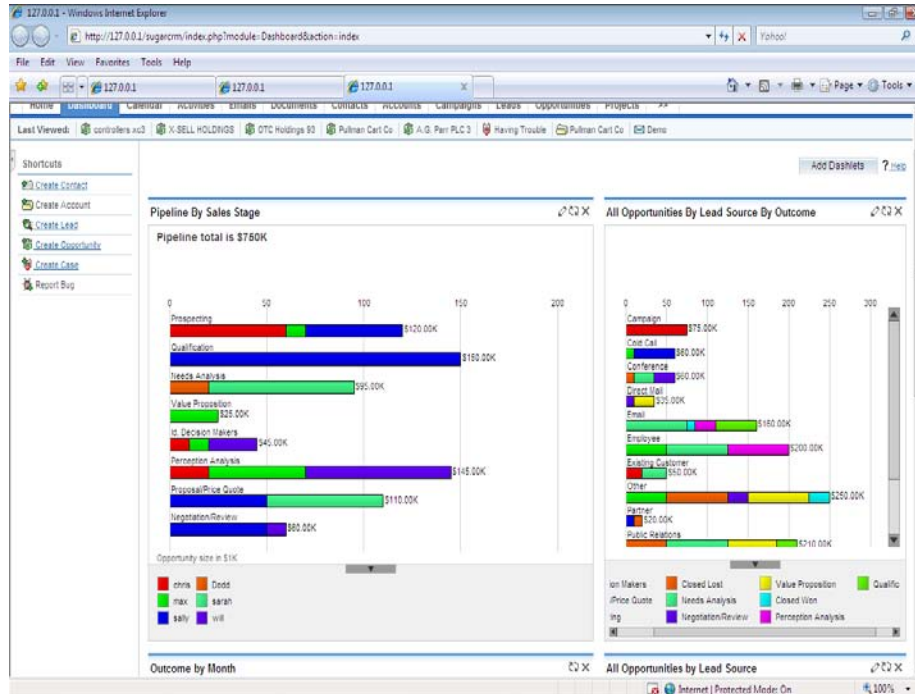 127.0.0.1 - Windows Internet Explorer
http://127.0.0.1/sugarcrm/index.php?module=Dashboard&action=index
Yahoo!
File Edit View Favorites Tools Help
127.0.0.1 127.0.0.1 127.0.0.1 x Page Tools
Home Dashboard Calendar Activities Emails Documents Contacts Accounts Campaigns Leads Opportunities Projects >>
Last Viewed: controllers xc3 X-SELL HOLDINGS OTC Holdings 93 Pullman Cart Co A.G. Parr PLC 3 Having Trouble Pullman Cart Co Demo
Shortcuts
Create Contact
Create Account
Create Lead
Create Opportunity
Create Case
Report Bug
Add Dashlets ? Help
Pipeline By Sales Stage
Pipeline total is $750K
0 50 100 150 200
Prospecting
$120.00K
Qualification
$150.00K
Needs Analysis
$95.00K
Value Proposition
$25.00K
Id. Decision Makers
$45.00K
Perception Analysis
$145.00K
Proposal/Price Quote
$110.00K
Negotiation/Review
$60.00K
Opportunity size in $1K
chris Dodd
max sarah
sally will
All Opportunities By Lead Source By Outcome
0 50 100 150 200 250 300
Campaign
$75.00K
Cold Call
$60.00K
Conference
$60.00K
Direct Mail
$35.00K
Email
$160.00K
Employee
$200.00K
Existing Customer
$50.00K
Other
$250.00K
Partner
$20.00K
Public Relations
$210.00K
ion Makers Closed Lost Value Proposition Qualific
/Price Quote Needs Analysis Closed Won
ing Negotiation/Review Perception Analysis
Outcome by Month
All Opportunities by Lead Source
Internet | Protected Mode: On 100%